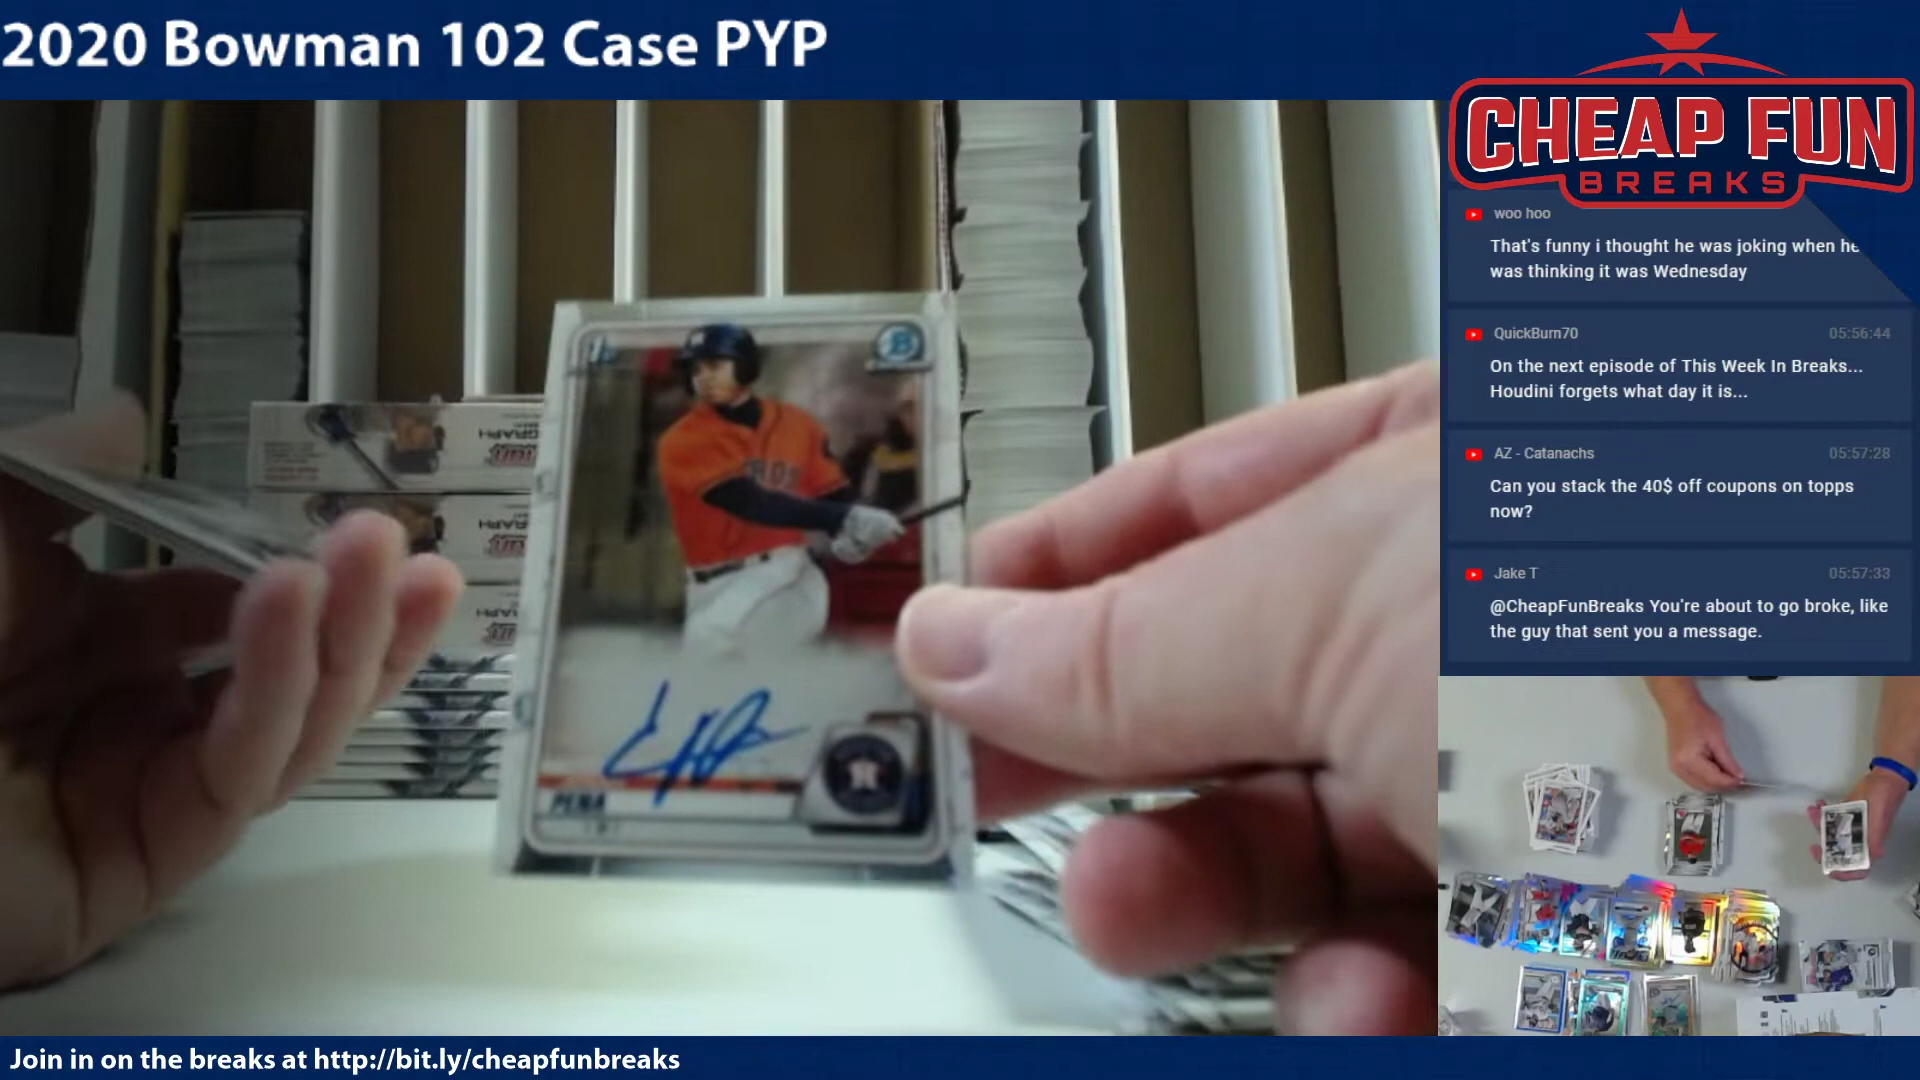 2020 Bowman 102 Case PYP
CHEAP FUN
BREAKS
woo hoo
That's funny i thought he was joking when he
was thinking it was Wednesday
QuickBurn70 05:56:44
On the next episode of This Week In Breaks...
Houdini forgets what day it is...
AZ - Catanachs 05:57:28
Can you stack the 40$ off coupons on topps
now?
Jake T 05:57:33
@CheapFunBreaks You're about to go broke, like
the guy that sent you a message.
1st
B
PEÑA
Join in on the breaks at http://bit.ly/cheapfunbreaks